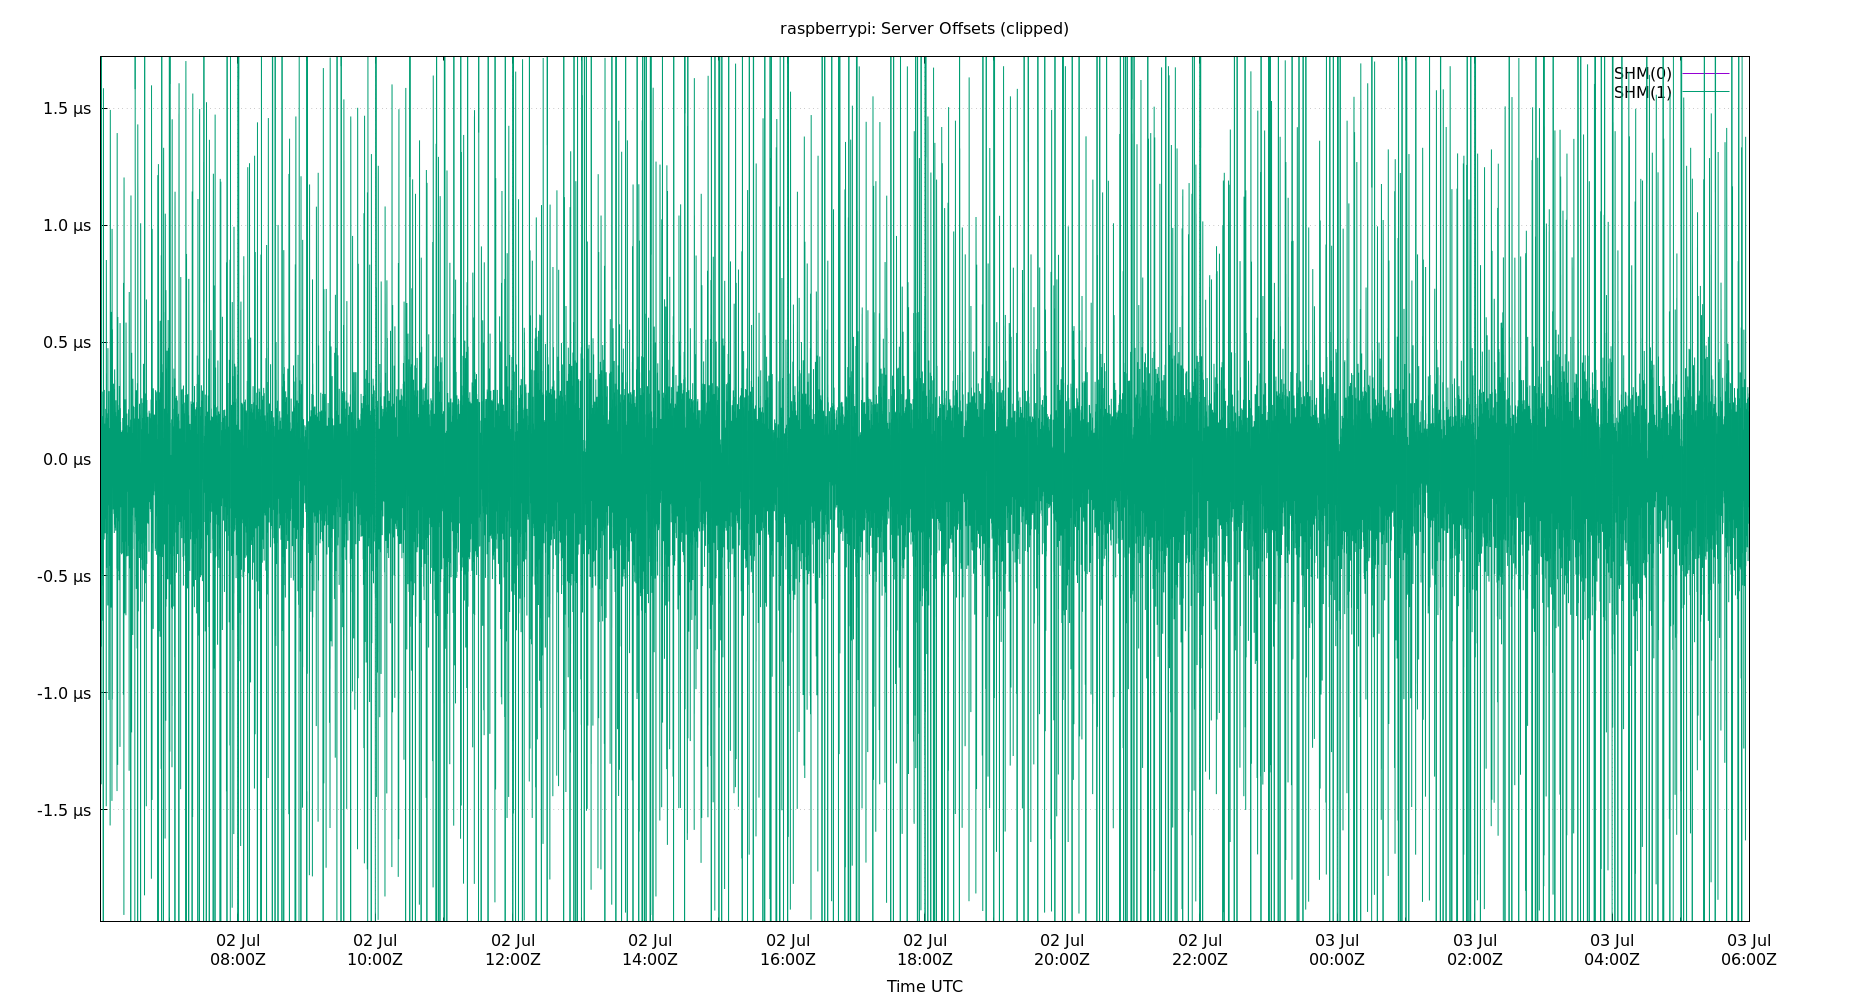 raspberrypi: Server Offsets (clipped)
SHM(0)
SHM(1)
1.5 µs
1.0 µs
0.5 µs
0.0 µs
-0.5 µs
-1.0 µs
-1.5 µs
02 Jul 02 Jul 02 Jul 02 Jul 02 Jul 02 Jul 02 Jul 02 Jul 03 Jul 03 Jul 03 Jul 03 Jul
08:00Z 10:00Z 12:00Z 14:00Z 16:00Z 18:00Z 20:00Z 22:00Z 00:00Z 02:00Z 04:00Z 06:00Z
Time UTC